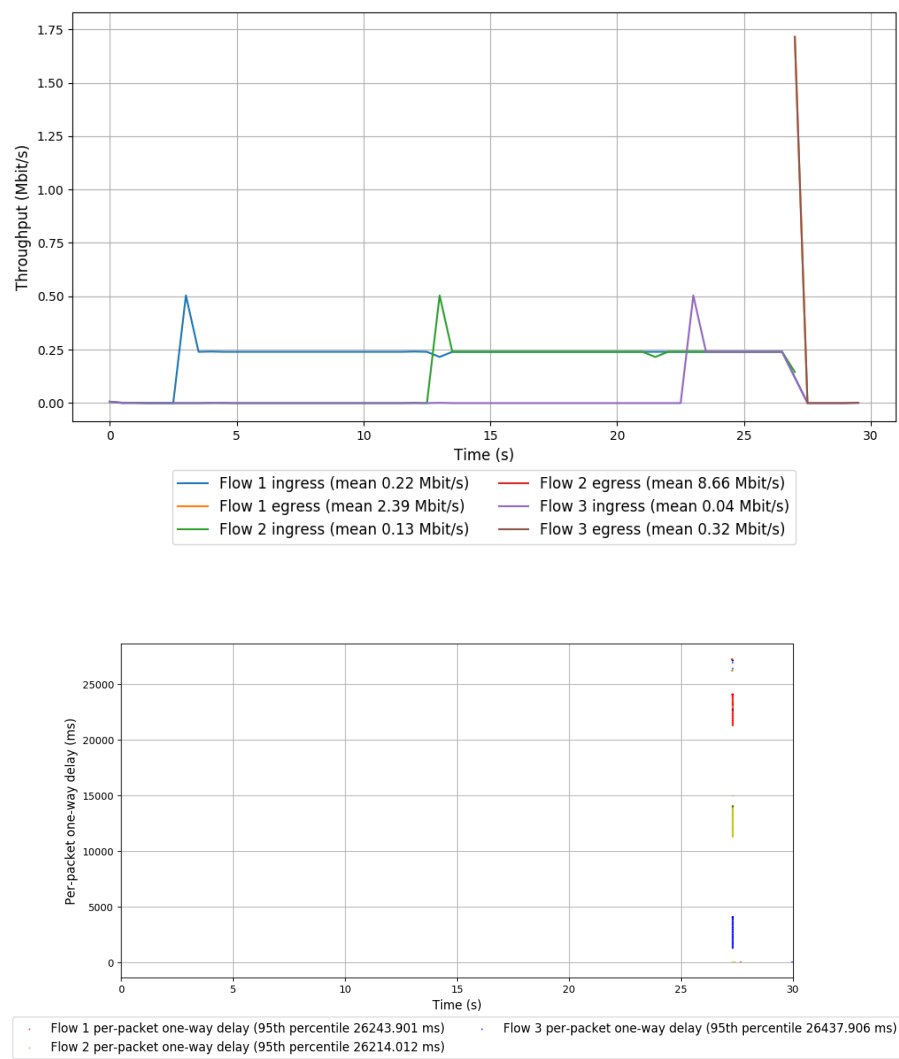 1.75
1.50
1.25
1.00
0.75
0.50
0.25
0.00
Throughput (Mbit/s)
0 5 10 15 20 25 30
Time (s)
Flow 1 ingress (mean 0.22 Mbit/s)
Flow 1 egress (mean 2.39 Mbit/s)
Flow 2 ingress (mean 0.13 Mbit/s)
Flow 2 egress (mean 8.66 Mbit/s)
Flow 3 ingress (mean 0.04 Mbit/s)
Flow 3 egress (mean 0.32 Mbit/s)
25000
20000
15000
10000
5000
0
Per-packet one-way delay (ms)
0 5 10 15 20 25 30
Time (s)
Flow 1 per-packet one-way delay (95th percentile 26243.901 ms)
Flow 2 per-packet one-way delay (95th percentile 26214.012 ms)
Flow 3 per-packet one-way delay (95th percentile 26437.906 ms)